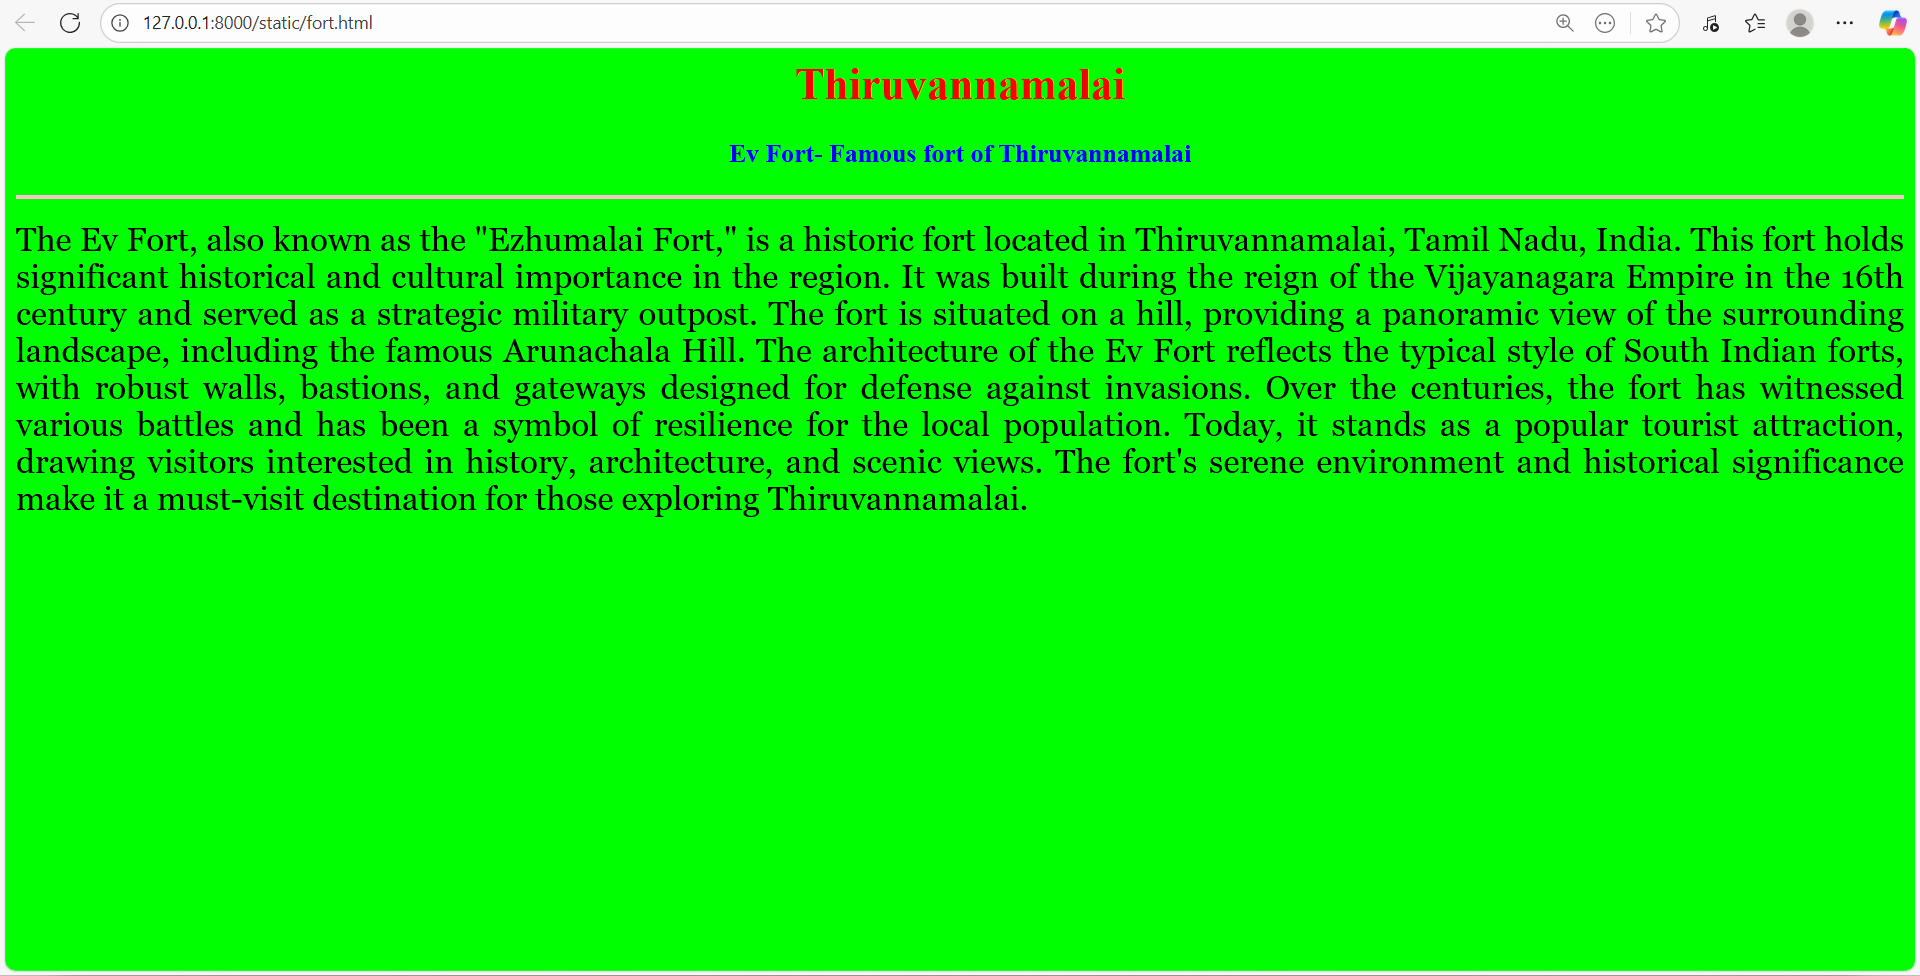 127.0.0.1:8000/static/fort.html
Thiruvannamalai
Ev Fort- Famous fort of Thiruvannamalai
The Ev Fort, also known as the "Ezhumalai Fort," is a historic fort located in Thiruvannamalai, Tamil Nadu, India. This fort holds
significant historical and cultural importance in the region. It was built during the reign of the Vijayanagara Empire in the 16th
century and served as a strategic military outpost. The fort is situated on a hill, providing a panoramic view of the surrounding
landscape, including the famous Arunachala Hill. The architecture of the Ev Fort reflects the typical style of South Indian forts,
with robust walls, bastions, and gateways designed for defense against invasions. Over the centuries, the fort has witnessed
various battles and has been a symbol of resilience for the local population. Today, it stands as a popular tourist attraction,
drawing visitors interested in history, architecture, and scenic views. The fort's serene environment and historical significance
make it a must-visit destination for those exploring Thiruvannamalai.